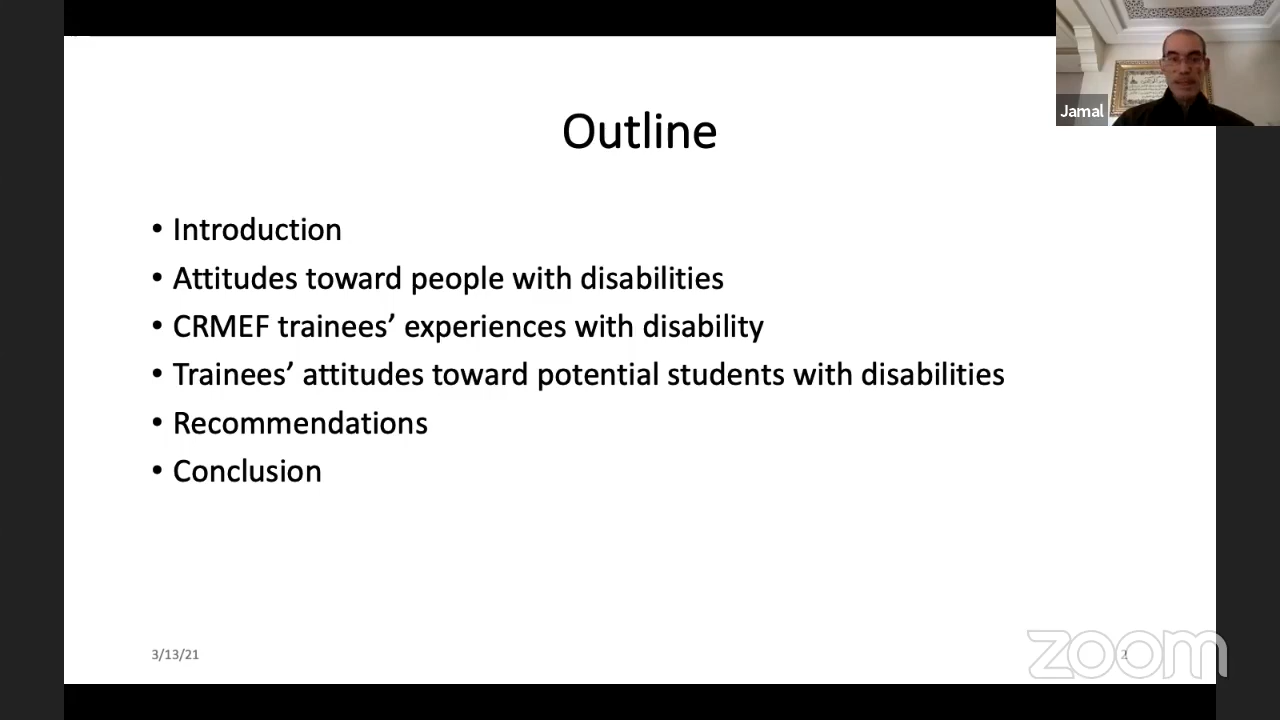 Jamal
Outline
• Introduction
• Attitudes toward people with disabilities
• CRMEF trainees’ experiences with disability
• Trainees’ attitudes toward potential students with disabilities
• Recommendations
• Conclusion
3/13/21
2
zoom